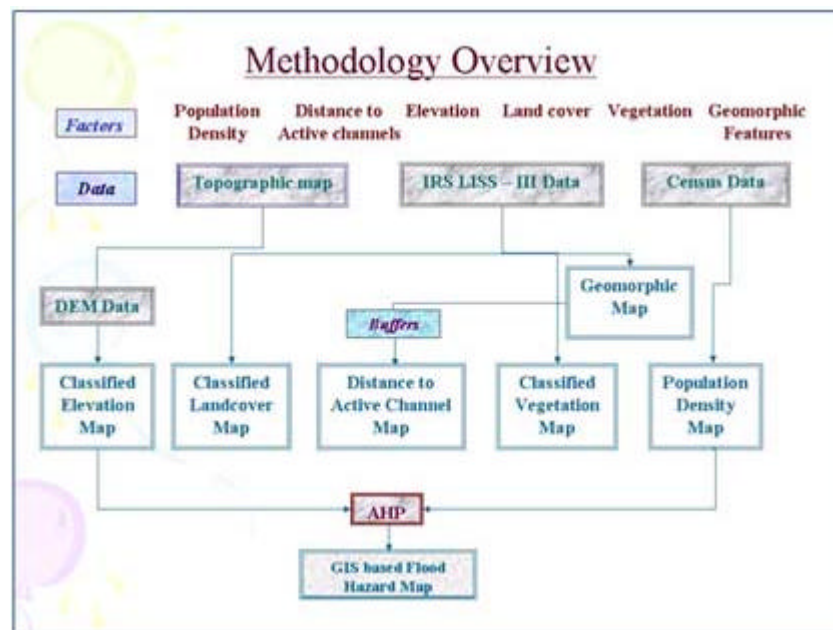 Methodology Overview
Factors
Population
Density
Distance to
Active channels
Elevation
Land cover
Vegetation
Geomorphic
Features
Data
Topographic map
IRS LISS – III Data
Census Data
DEM Data
Buffers
Geomorphic
Map
Classified
Elevation
Map
Classified
Landcover
Map
Distance to
Active Channel
Map
Classified
Vegetation
Map
Population
Density
Map
AHP
GIS based Flood
Hazard Map